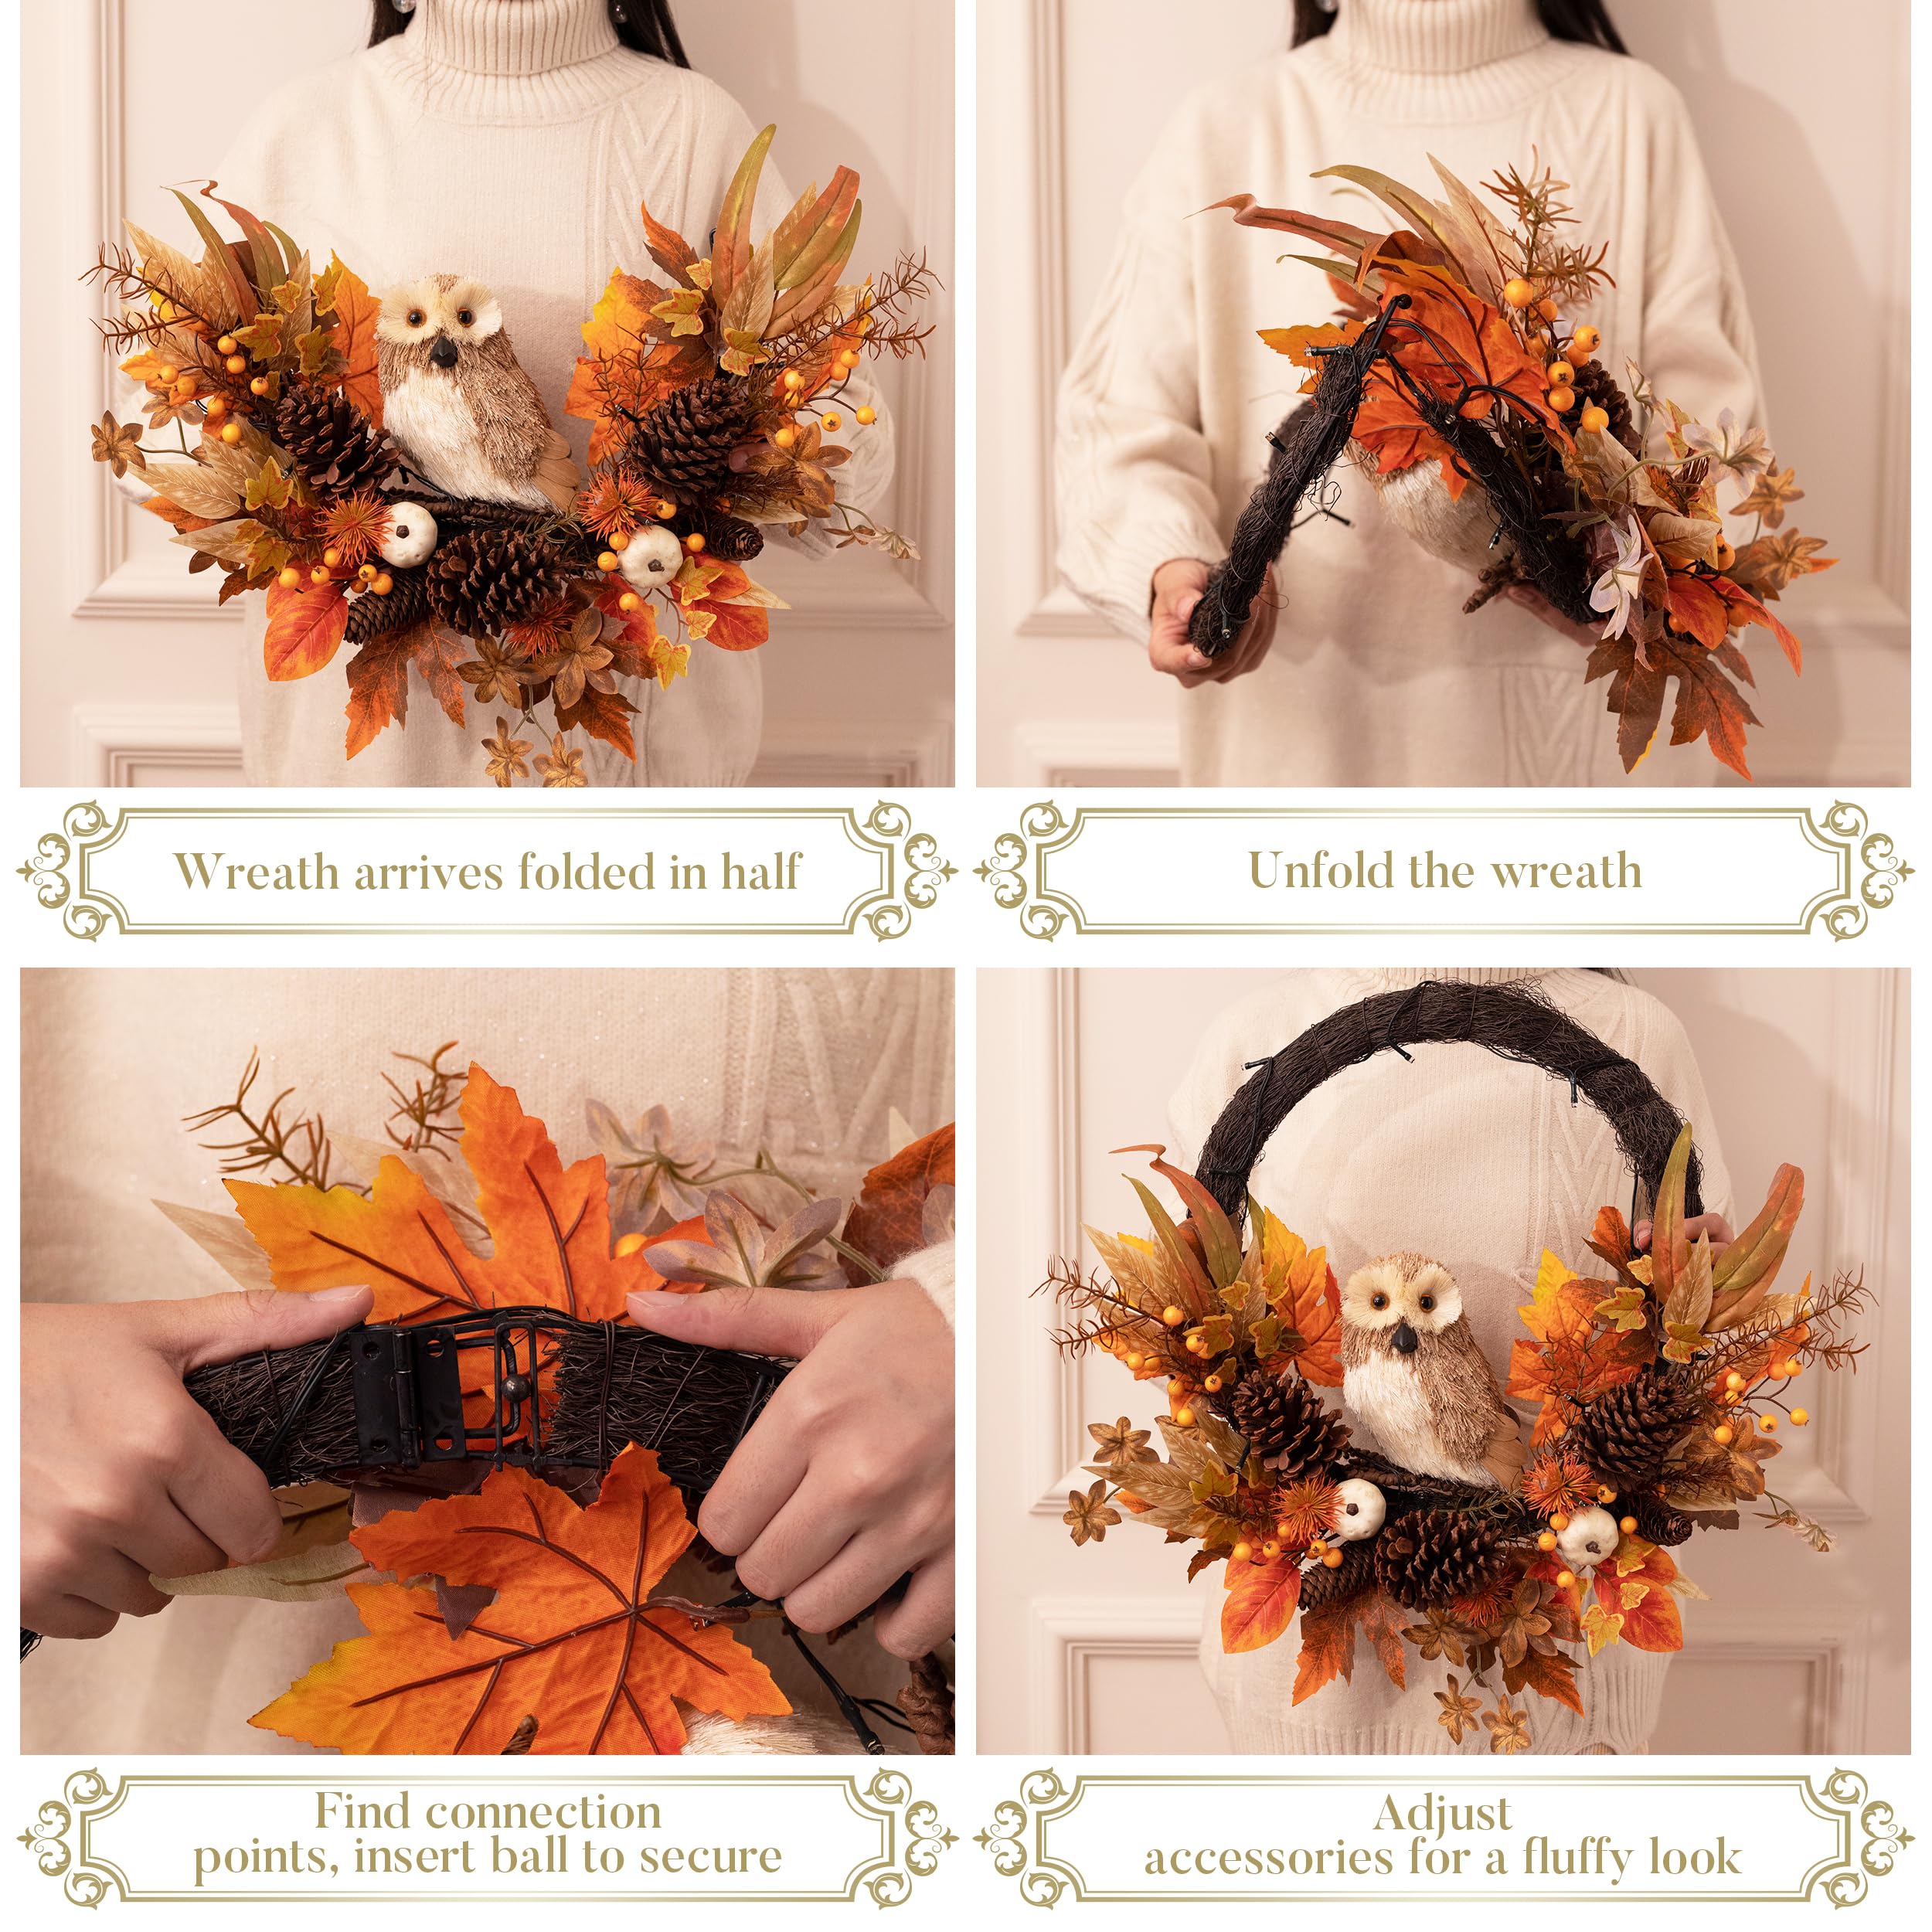 Wreath arrives folded in half
Unfold the wreath
Find connection
points, insert ball to secure
Adjust
accessories for a fluffy look